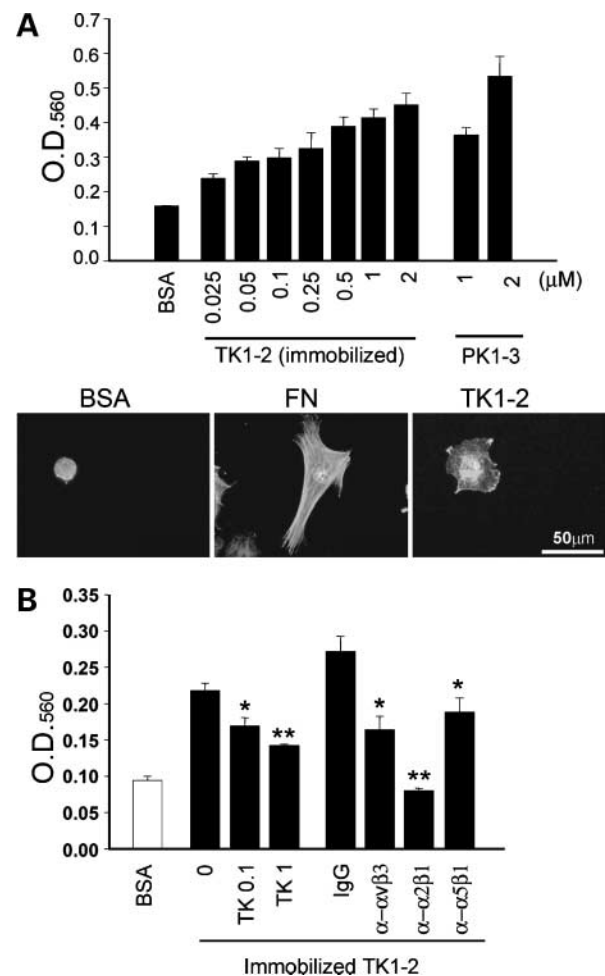 A
0.7
0.6
0.5
0.4
0.3
0.2
0.1
0.0
O.D.560
BSA
0.025
0.05
0.1
0.25
0.5
1
2
1
2
(μM)
TK1-2 (immobilized)
PK1-3
BSA
FN
TK1-2
50μm
B
0.35
0.30
0.25
0.20
0.15
0.10
0.05
0.00
O.D.560
*
**
*
**
*
BSA
0
TK 0.1
TK 1
IgG
α–αvβ3
α–α2β1
α–α5β1
Immobilized TK1-2